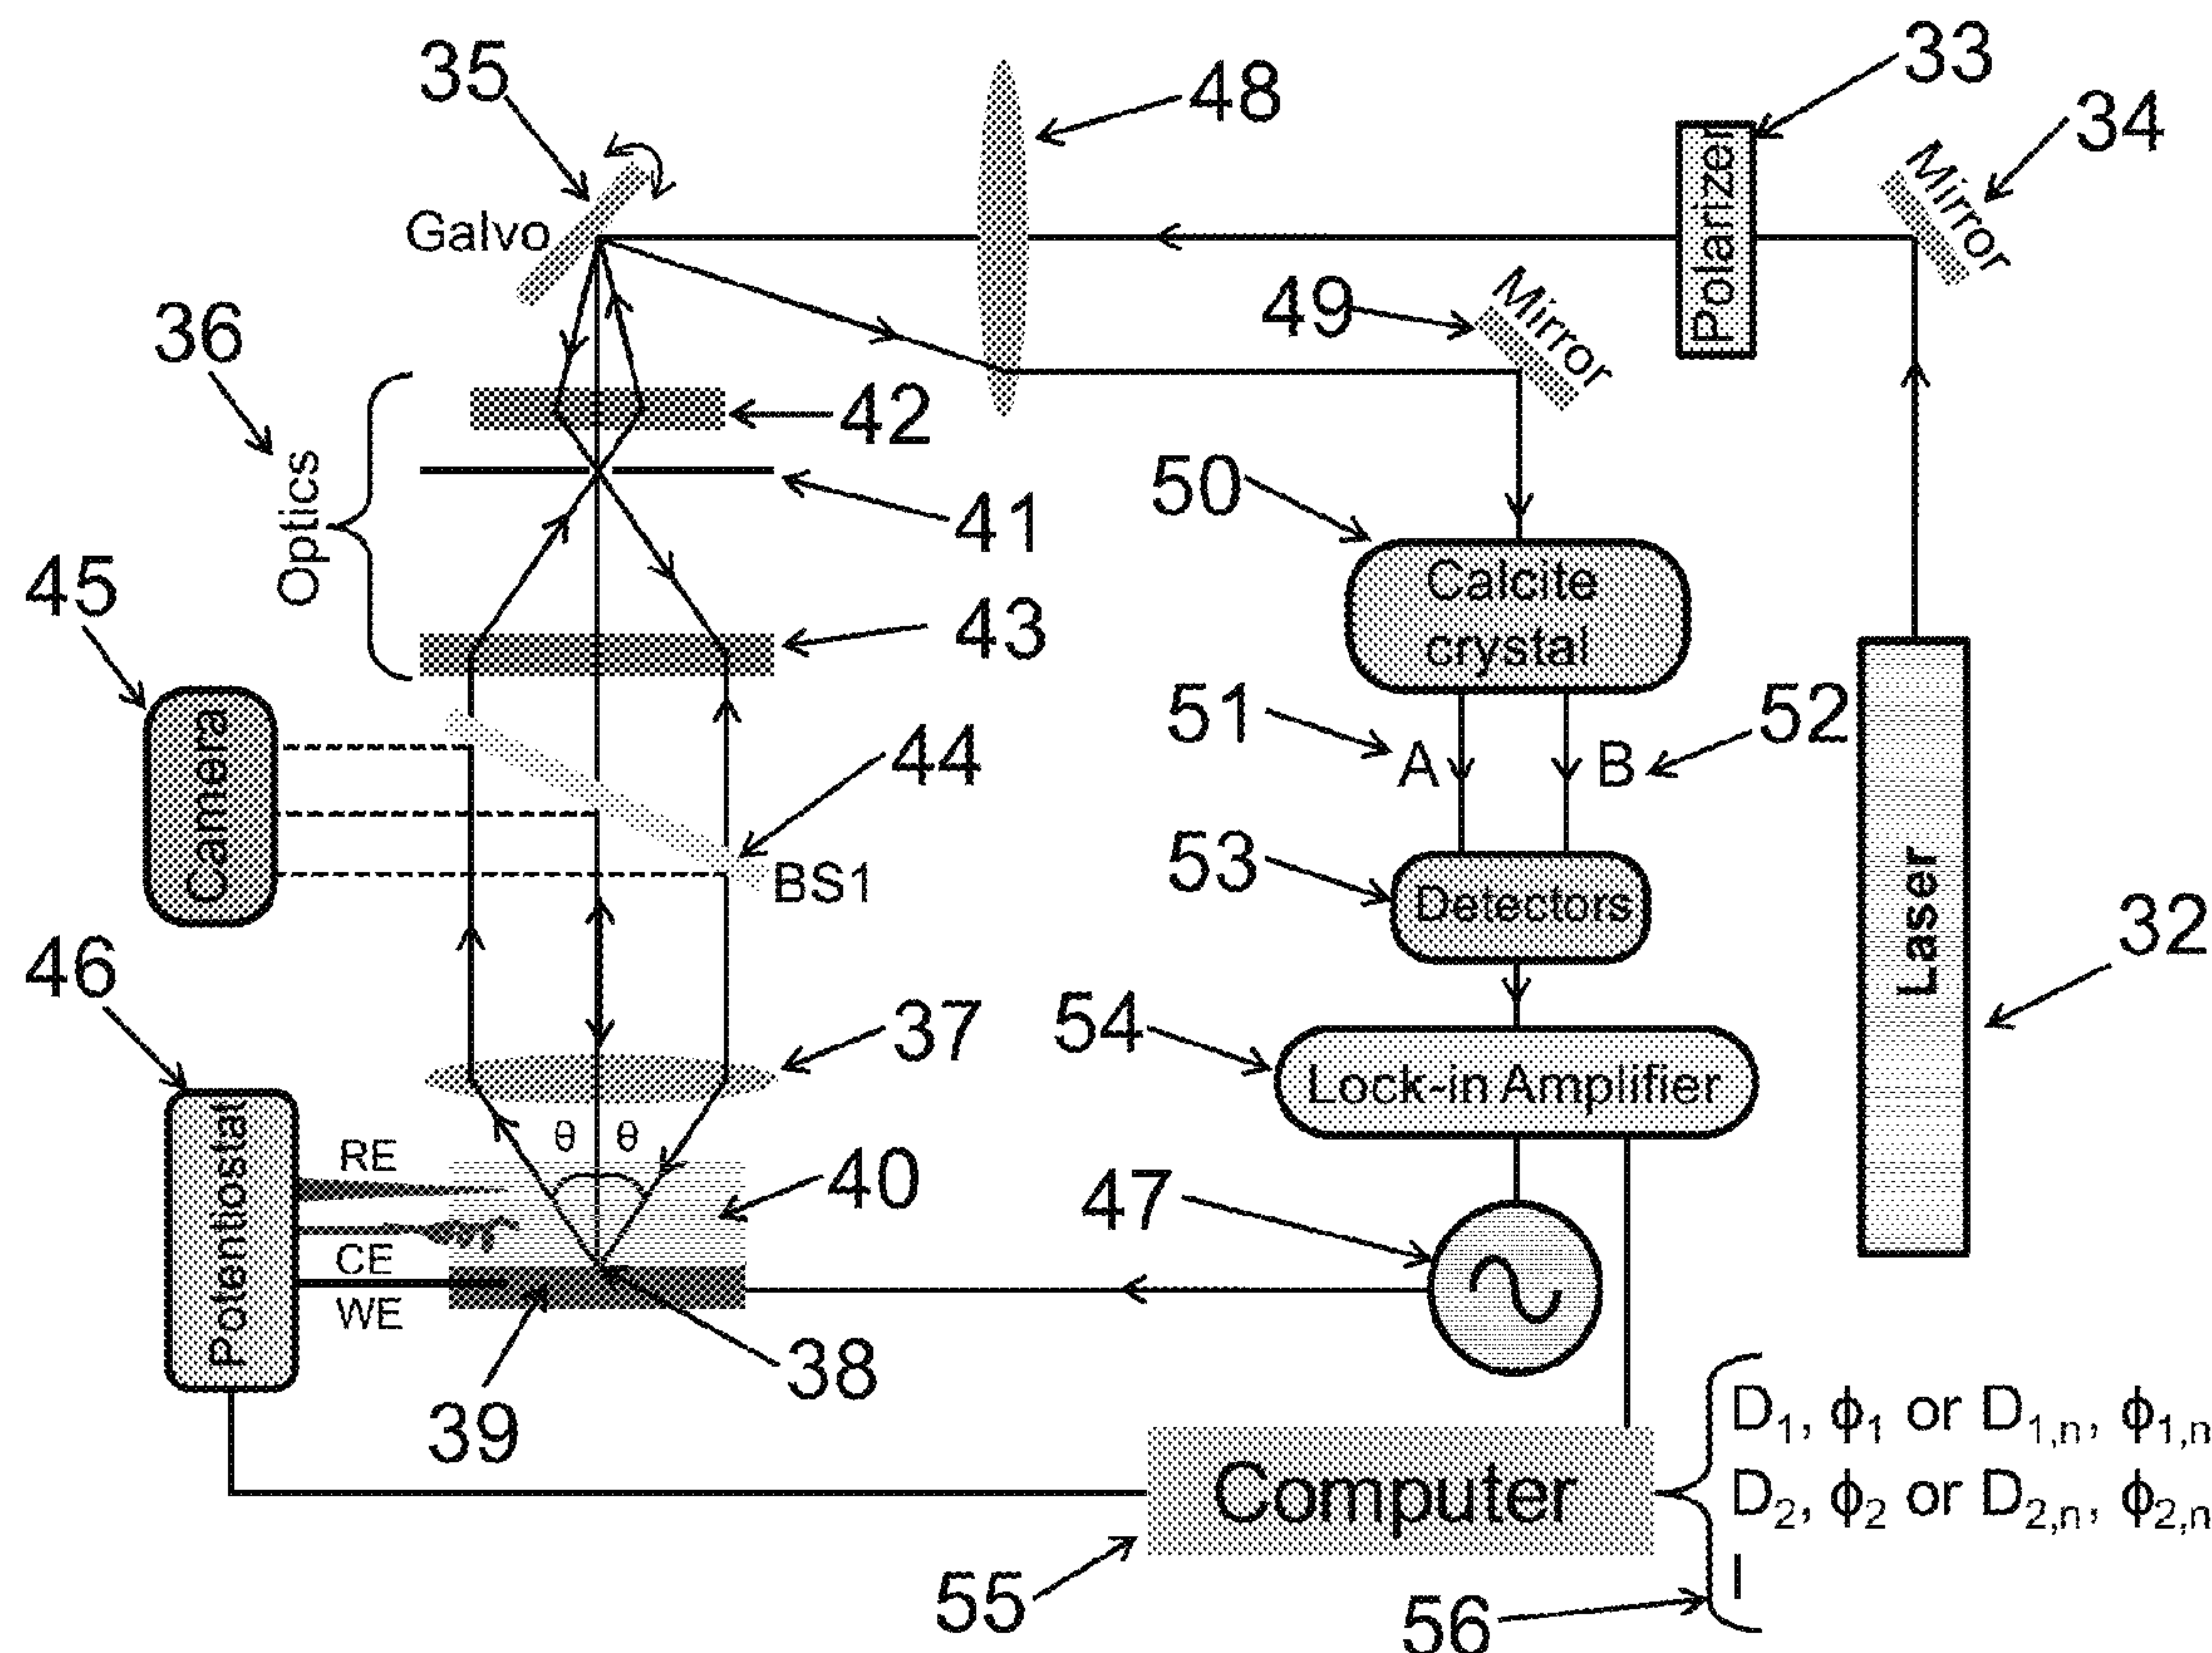 33
35
48
34
Mirror
Polarizer
Galvo
49
Mirror
36
42
Optics
50
41
Calcite
crystal
45
43
51
52
A
B
44
Camera
BS1
53
Detectors
Laser
32
46
37
54
Lock-in Amplifier
θ θ
RE
40
47
Potentiostal
CE
WE
38
39
D₁, ϕ₁ or D₁,ₙ, ϕ₁,ₙ
Computer
D₂, ϕ₂ or D₂,ₙ, ϕ₂,ₙ
I
55
56